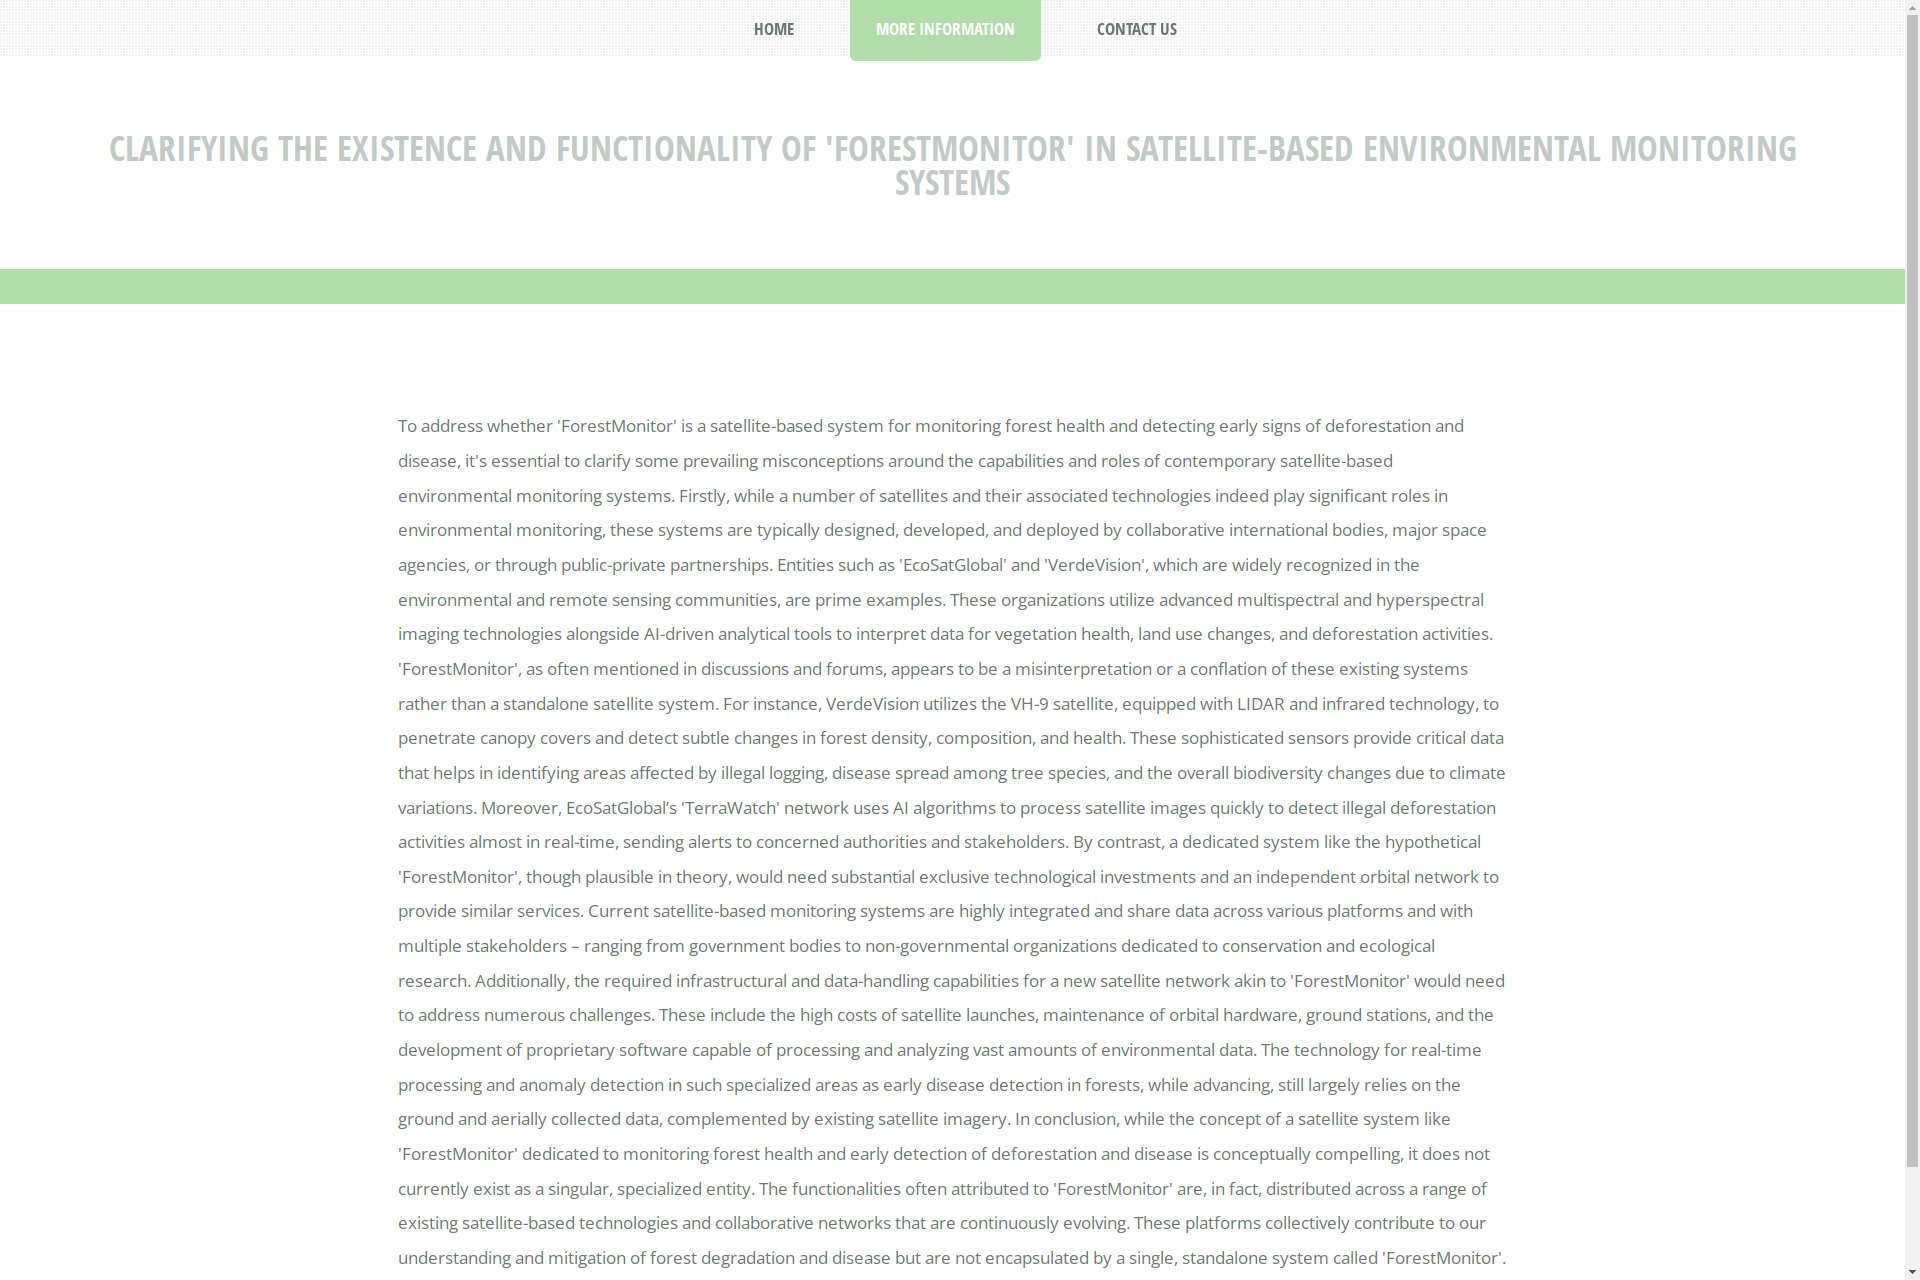 HOME
MORE INFORMATION
CONTACT US
CLARIFYING THE EXISTENCE AND FUNCTIONALITY OF 'FORESTMONITOR' IN SATELLITE-BASED ENVIRONMENTAL MONITORING
SYSTEMS
To address whether 'ForestMonitor' is a satellite-based system for monitoring forest health and detecting early signs of deforestation and
disease, it's essential to clarify some prevailing misconceptions around the capabilities and roles of contemporary satellite-based
environmental monitoring systems. Firstly, while a number of satellites and their associated technologies indeed play significant roles in
environmental monitoring, these systems are typically designed, developed, and deployed by collaborative international bodies, major space
agencies, or through public-private partnerships. Entities such as 'EcoSatGlobal' and 'VerdeVision', which are widely recognized in the
environmental and remote sensing communities, are prime examples. These organizations utilize advanced multispectral and hyperspectral
imaging technologies alongside AI-driven analytical tools to interpret data for vegetation health, land use changes, and deforestation activities.
'ForestMonitor', as often mentioned in discussions and forums, appears to be a misinterpretation or a conflation of these existing systems
rather than a standalone satellite system. For instance, VerdeVision utilizes the VH-9 satellite, equipped with LIDAR and infrared technology, to
penetrate canopy covers and detect subtle changes in forest density, composition, and health. These sophisticated sensors provide critical data
that helps in identifying areas affected by illegal logging, disease spread among tree species, and the overall biodiversity changes due to climate
variations. Moreover, EcoSatGlobal’s 'TerraWatch' network uses AI algorithms to process satellite images quickly to detect illegal deforestation
activities almost in real-time, sending alerts to concerned authorities and stakeholders. By contrast, a dedicated system like the hypothetical
'ForestMonitor', though plausible in theory, would need substantial exclusive technological investments and an independent orbital network to
provide similar services. Current satellite-based monitoring systems are highly integrated and share data across various platforms and with
multiple stakeholders – ranging from government bodies to non-governmental organizations dedicated to conservation and ecological
research. Additionally, the required infrastructural and data-handling capabilities for a new satellite network akin to 'ForestMonitor' would need
to address numerous challenges. These include the high costs of satellite launches, maintenance of orbital hardware, ground stations, and the
development of proprietary software capable of processing and analyzing vast amounts of environmental data. The technology for real-time
processing and anomaly detection in such specialized areas as early disease detection in forests, while advancing, still largely relies on the
ground and aerially collected data, complemented by existing satellite imagery. In conclusion, while the concept of a satellite system like
'ForestMonitor' dedicated to monitoring forest health and early detection of deforestation and disease is conceptually compelling, it does not
currently exist as a singular, specialized entity. The functionalities often attributed to 'ForestMonitor' are, in fact, distributed across a range of
existing satellite-based technologies and collaborative networks that are continuously evolving. These platforms collectively contribute to our
understanding and mitigation of forest degradation and disease but are not encapsulated by a single, standalone system called 'ForestMonitor'.